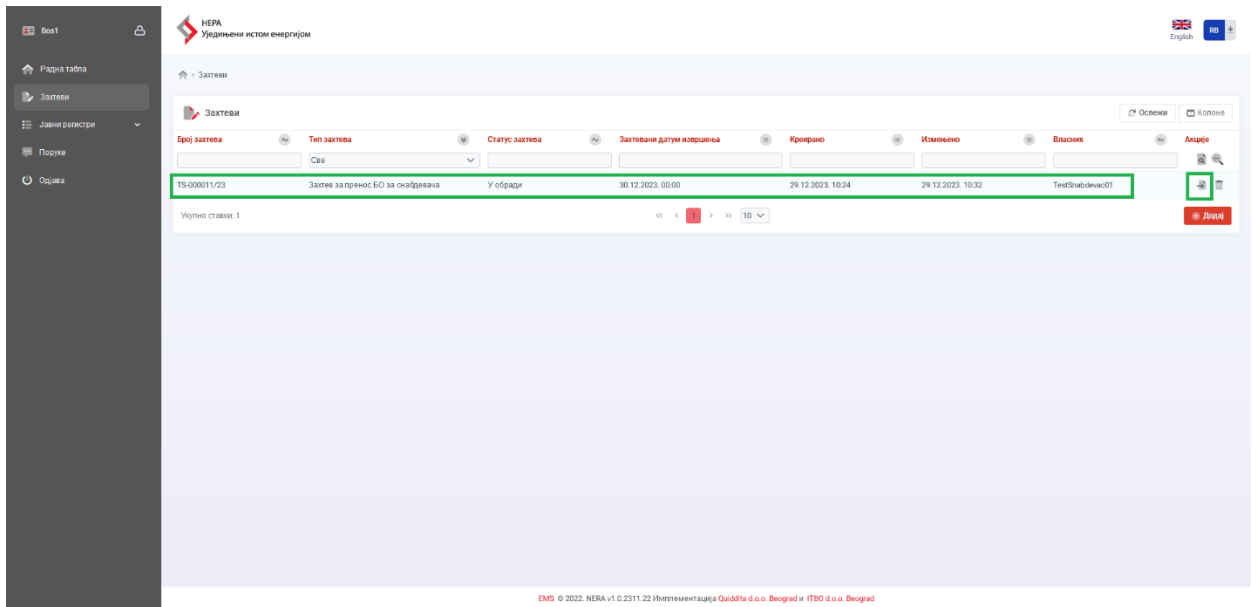 Bos1
Радна табла
Захтеви
Јавни регистри
Поруке
Одјава
НЕРА
Уједињени истом енергијом
English
RB
> Захтеви
Захтеви
Освежи
Колоне
Број захтева
Тип захтева
Статус захтева
Захтевани датум извршења
Креирано
Измењено
Власник
Акције
Све
TS-000011/23 Захтев за пренос БО за снабдевача У обради 30.12.2023. 00:00 29.12.2023. 10:24 29.12.2023. 10:32 TestSnabdevac01
Укупно ставки: 1
<< < 1 > >> 10
Додај
EMS. © 2022. NERA v1.0.2311.22 Имплементација Quiddita d.o.o. Beograd и ITBO d.o.o. Beograd